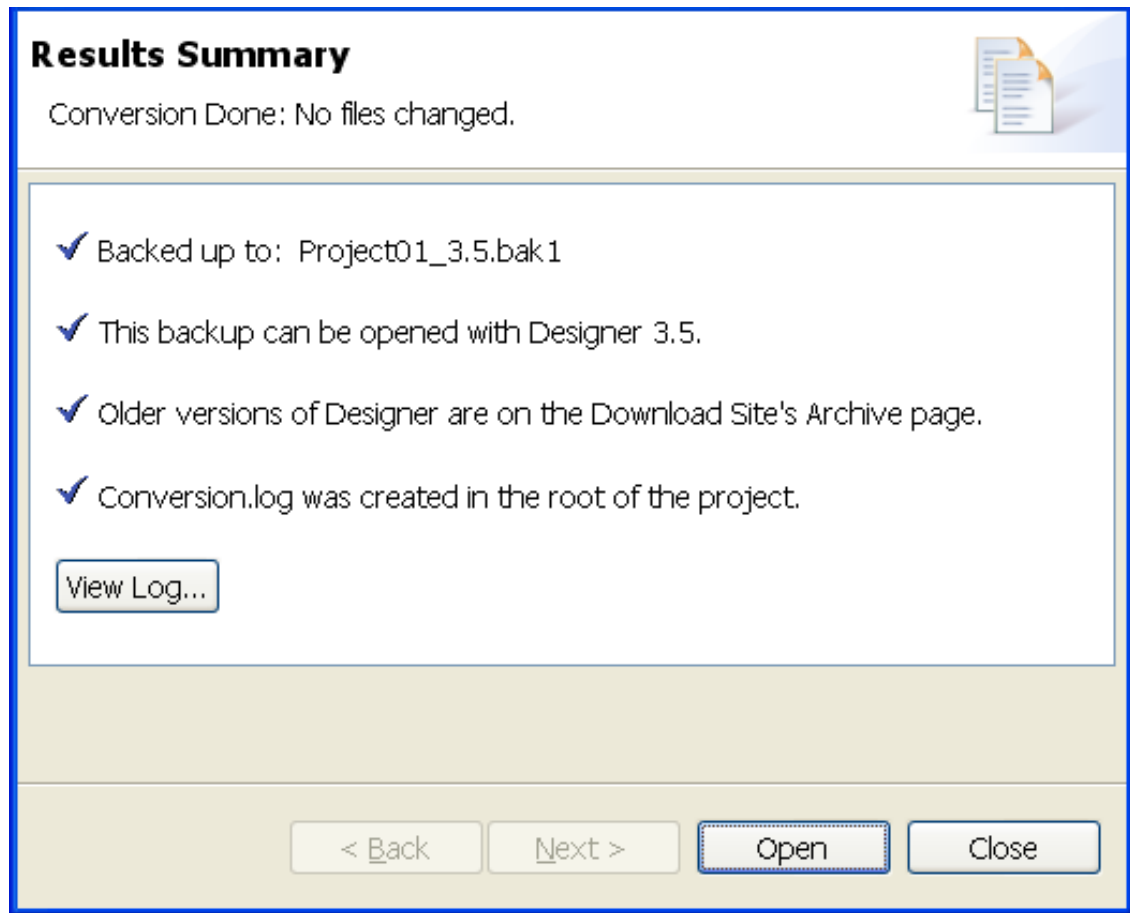 Results Summary
Conversion Done: No files changed.
Backed up to: Project01_3.5.bak1
This backup can be opened with Designer 3.5.
Older versions of Designer are on the Download Site's Archive page.
Conversion.log was created in the root of the project.
View Log...
< Back Next > Open Close